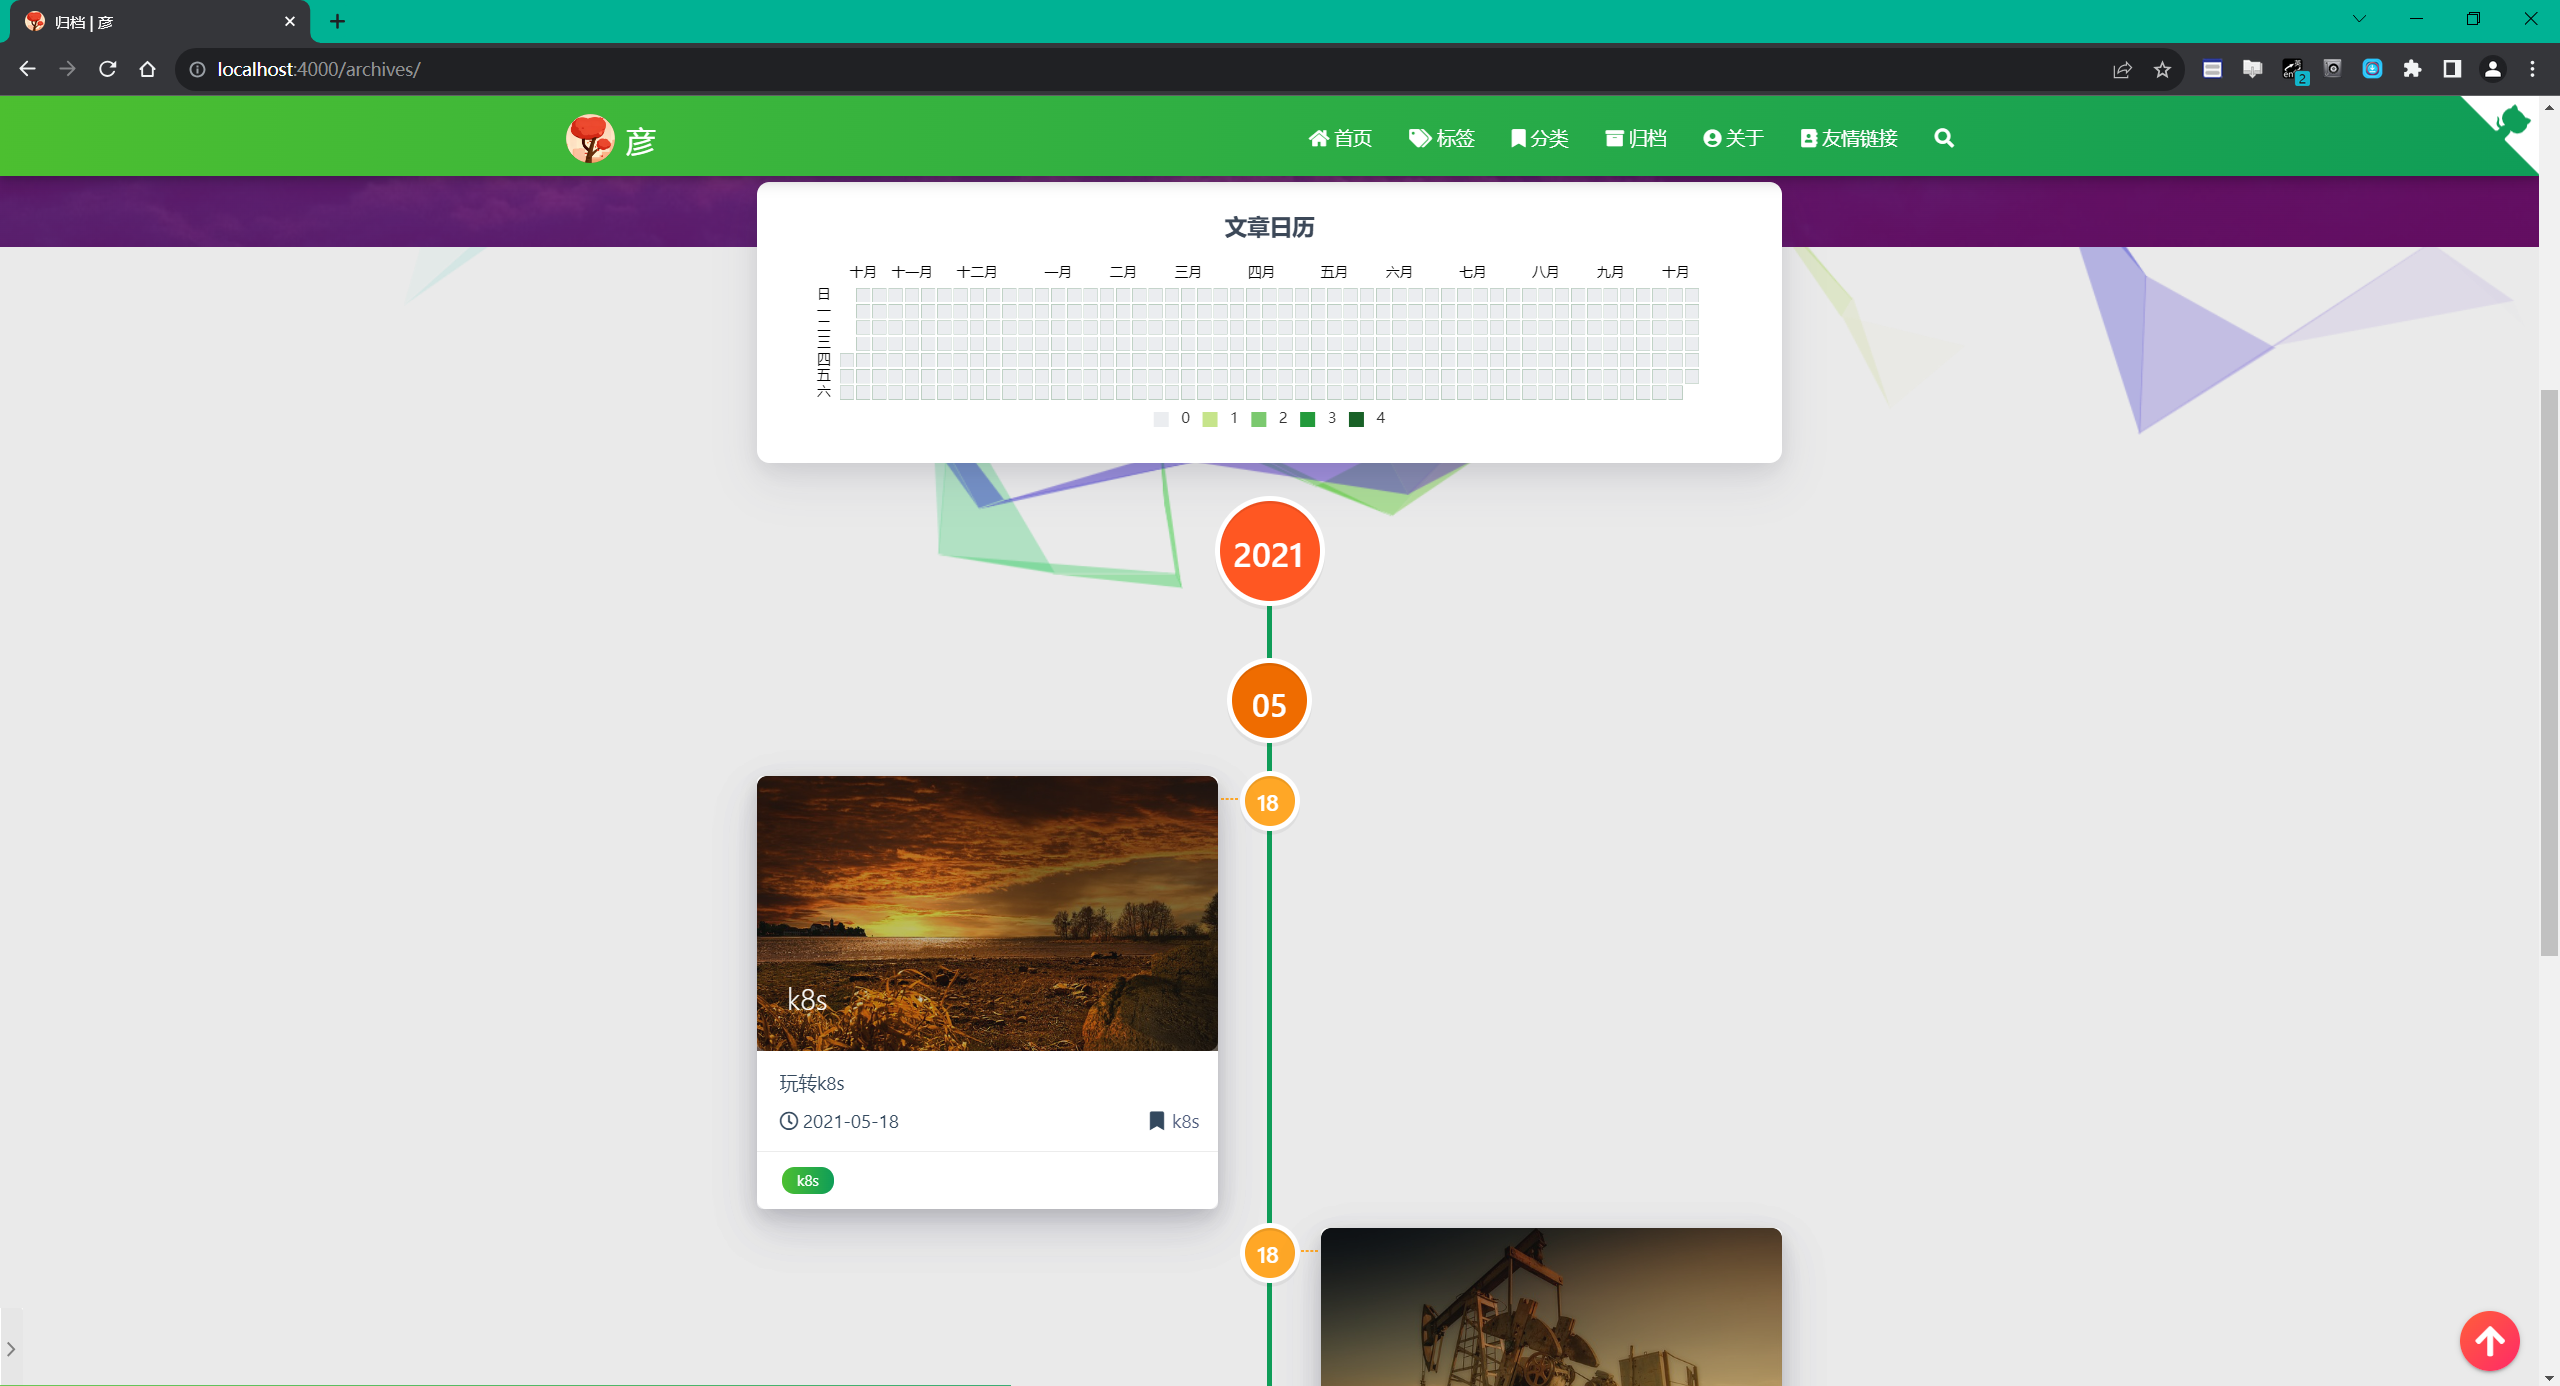 归档 | 彦
localhost:4000/archives/
en
2
彦
首页 标签 分类 归档 关于 友情链接
文章日历
十月 十一月 十二月 一月 二月 三月 四月 五月 六月 七月 八月 九月 十月
日
一
二
三
四
五
六
0 1 2 3 4
2021
05
18
k8s
玩转k8s
2021-05-18 k8s
k8s
18